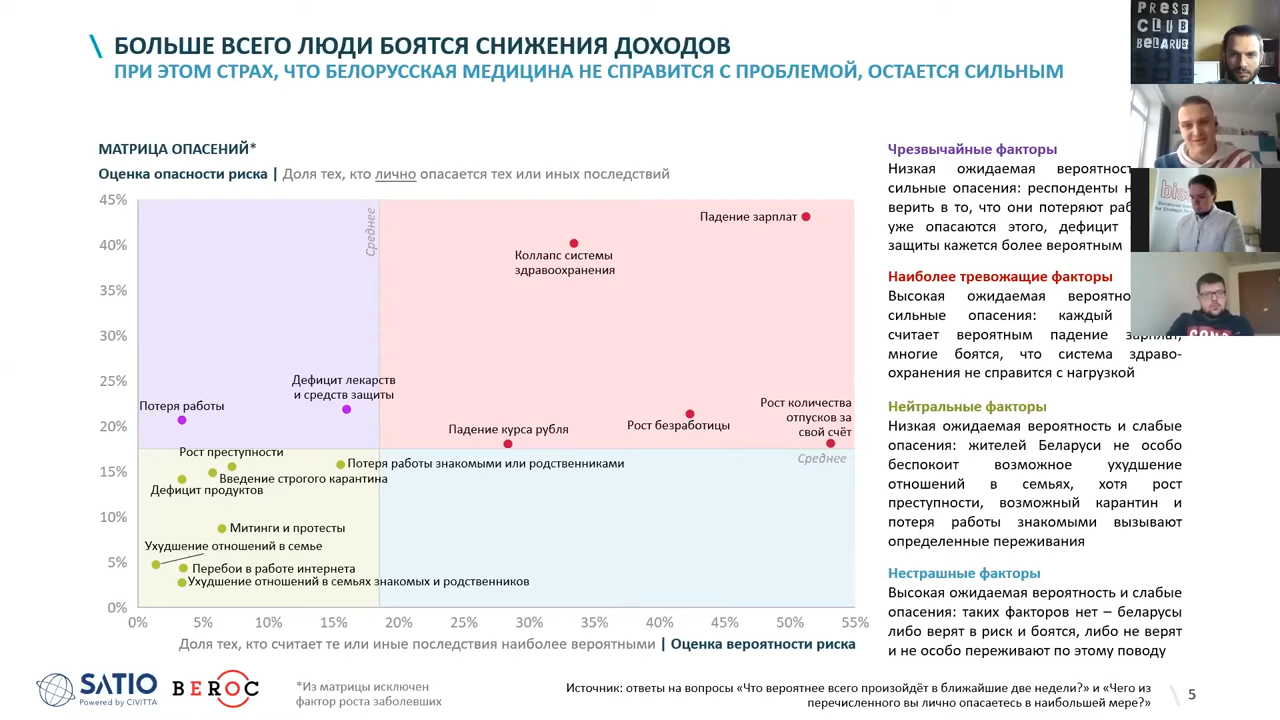 \ БОЛЬШЕ ВСЕГО ЛЮДИ БОЯТСЯ СНИЖЕНИЯ ДОХОДОВ
ПРИ ЭТОМ СТРАХ, ЧТО БЕЛОРУССКАЯ МЕДИЦИНА НЕ СПРАВИТСЯ С ПРОБЛЕМОЙ, ОСТАЕТСЯ СИЛЬНЫМ
PRESS
CLUB
BELARUS
МАТРИЦА ОПАСЕНИЙ*
Оценка опасности риска | Доля тех, кто лично опасается тех или иных последствий
45%
40%
35%
30%
25%
20%
15%
10%
5%
0%
Среднее
Падение зарплат
Коллапс системы
здравоохранения
Дефицит лекарств
и средств защиты
Потеря работы
Падение курса рубля
Рост безработицы
Рост количества
отпусков за
свой счёт
Среднее
Рост преступности
Потеря работы знакомыми или родственниками
Введение строгого карантина
Дефицит продуктов
Митинги и протесты
Ухудшение отношений в семье
Перебои в работе интернета
Ухудшение отношений в семьях знакомых и родственников
0% 5% 10% 15% 20% 25% 30% 35% 40% 45% 50% 55%
Доля тех, кто считает те или иные последствия наиболее вероятными | Оценка вероятности риска
Чрезвычайные факторы
Низкая ожидаемая
сильные опасения: респонденты
верить в то, что они потеряют
уже опасаются этого, дефицит
защиты кажется более вероятным
Наиболее тревожащие факторы
Высокая ожидаемая
сильные опасения: каждый
считает вероятным падение зарплат,
многие боятся, что система здраво-
охранения не справится с нагрузкой
Нейтральные факторы
Низкая ожидаемая вероятность и слабые
опасения: жителей Беларуси не особо
беспокоит возможное ухудшение
отношений в семьях, хотя рост
преступности, возможный карантин и
потеря работы знакомыми вызывают
определенные переживания
Нестрашные факторы
Высокая ожидаемая вероятность и слабые
опасения: таких факторов нет – беларусы
либо верят в риск и боятся, либо не верят
и не особо переживают по этому поводу
SATIO
Powered by CIVITTA
BEROC
*Из матрицы исключен
фактор роста заболевших
Источник: ответы на вопросы «Что вероятнее всего произойдёт в ближайшие две недели?» и «Чего из
перечисленного вы лично опасаетесь в наибольшей мере?»
5